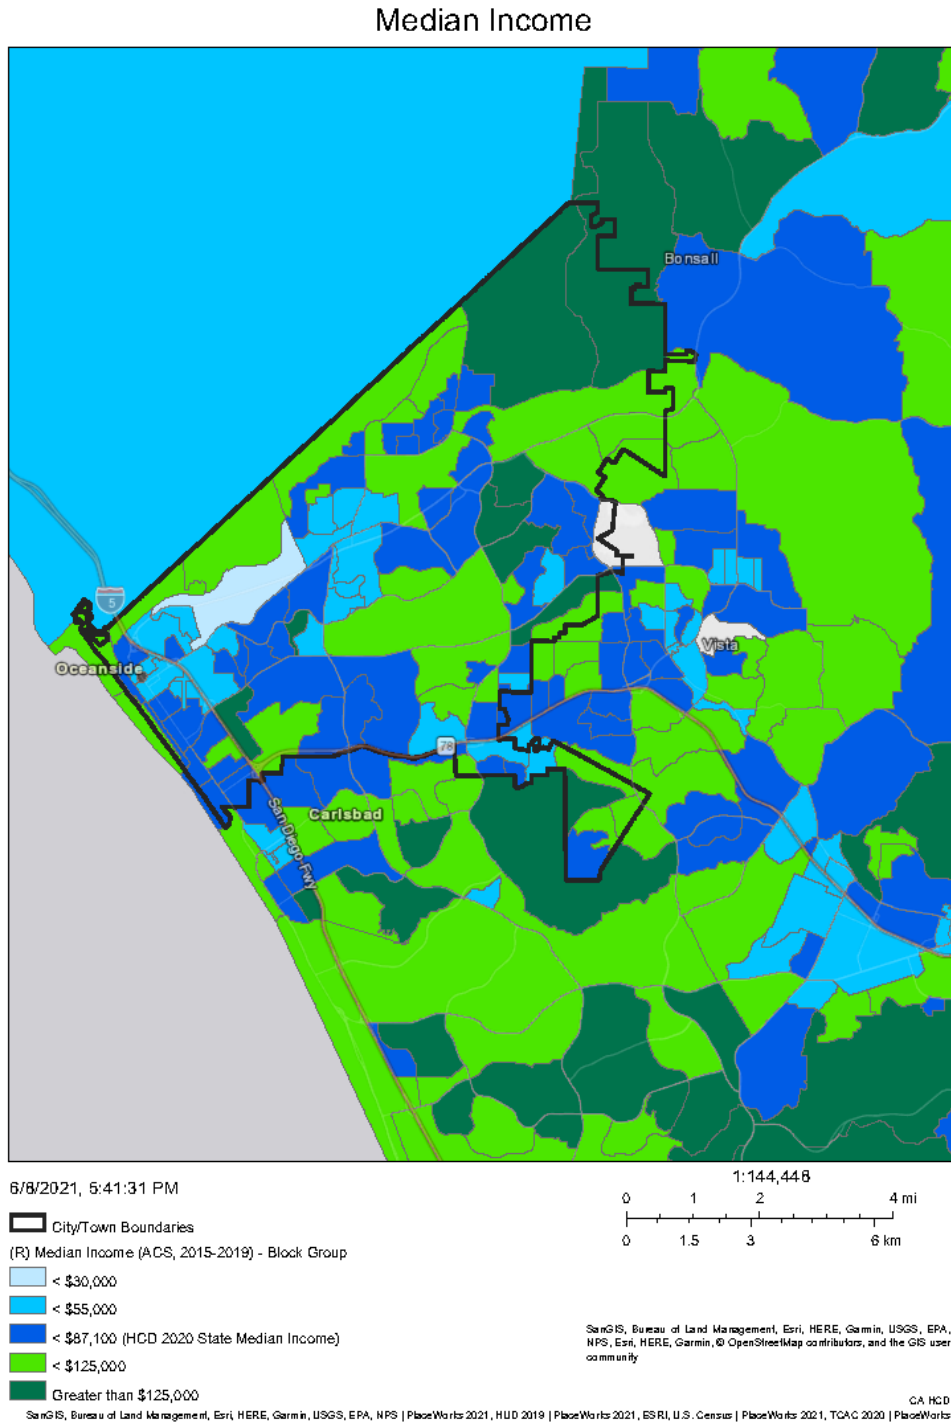 Median Income
Bonsall
5
Oceanside
Vista
78
Carlsbad
San Diego Fwy
6/8/2021, 5:41:31 PM
1:144,448
0 1 2 4 mi
0 1.5 3 6 km
City/Town Boundaries
(R) Median Income (ACS, 2015-2019) - Block Group
< $30,000
< $55,000
< $87,100 (HCD 2020 State Median Income)
< $125,000
Greater than $125,000
SanGIS, Bureau of Land Management, Esri, HERE, Garmin, USGS, EPA,
NPS, Esri, HERE, Garmin, © OpenStreetMap contributors, and the GIS user
community
CA HCD
SanGIS, Bureau of Land Management, Esri, HERE, Garmin, USGS, EPA, NPS | PlaceWorks 2021, HUD 2019 | PlaceWorks 2021, ESRI, U.S. Census | PlaceWorks 2021, TCAC 2020 | PlaceWorks